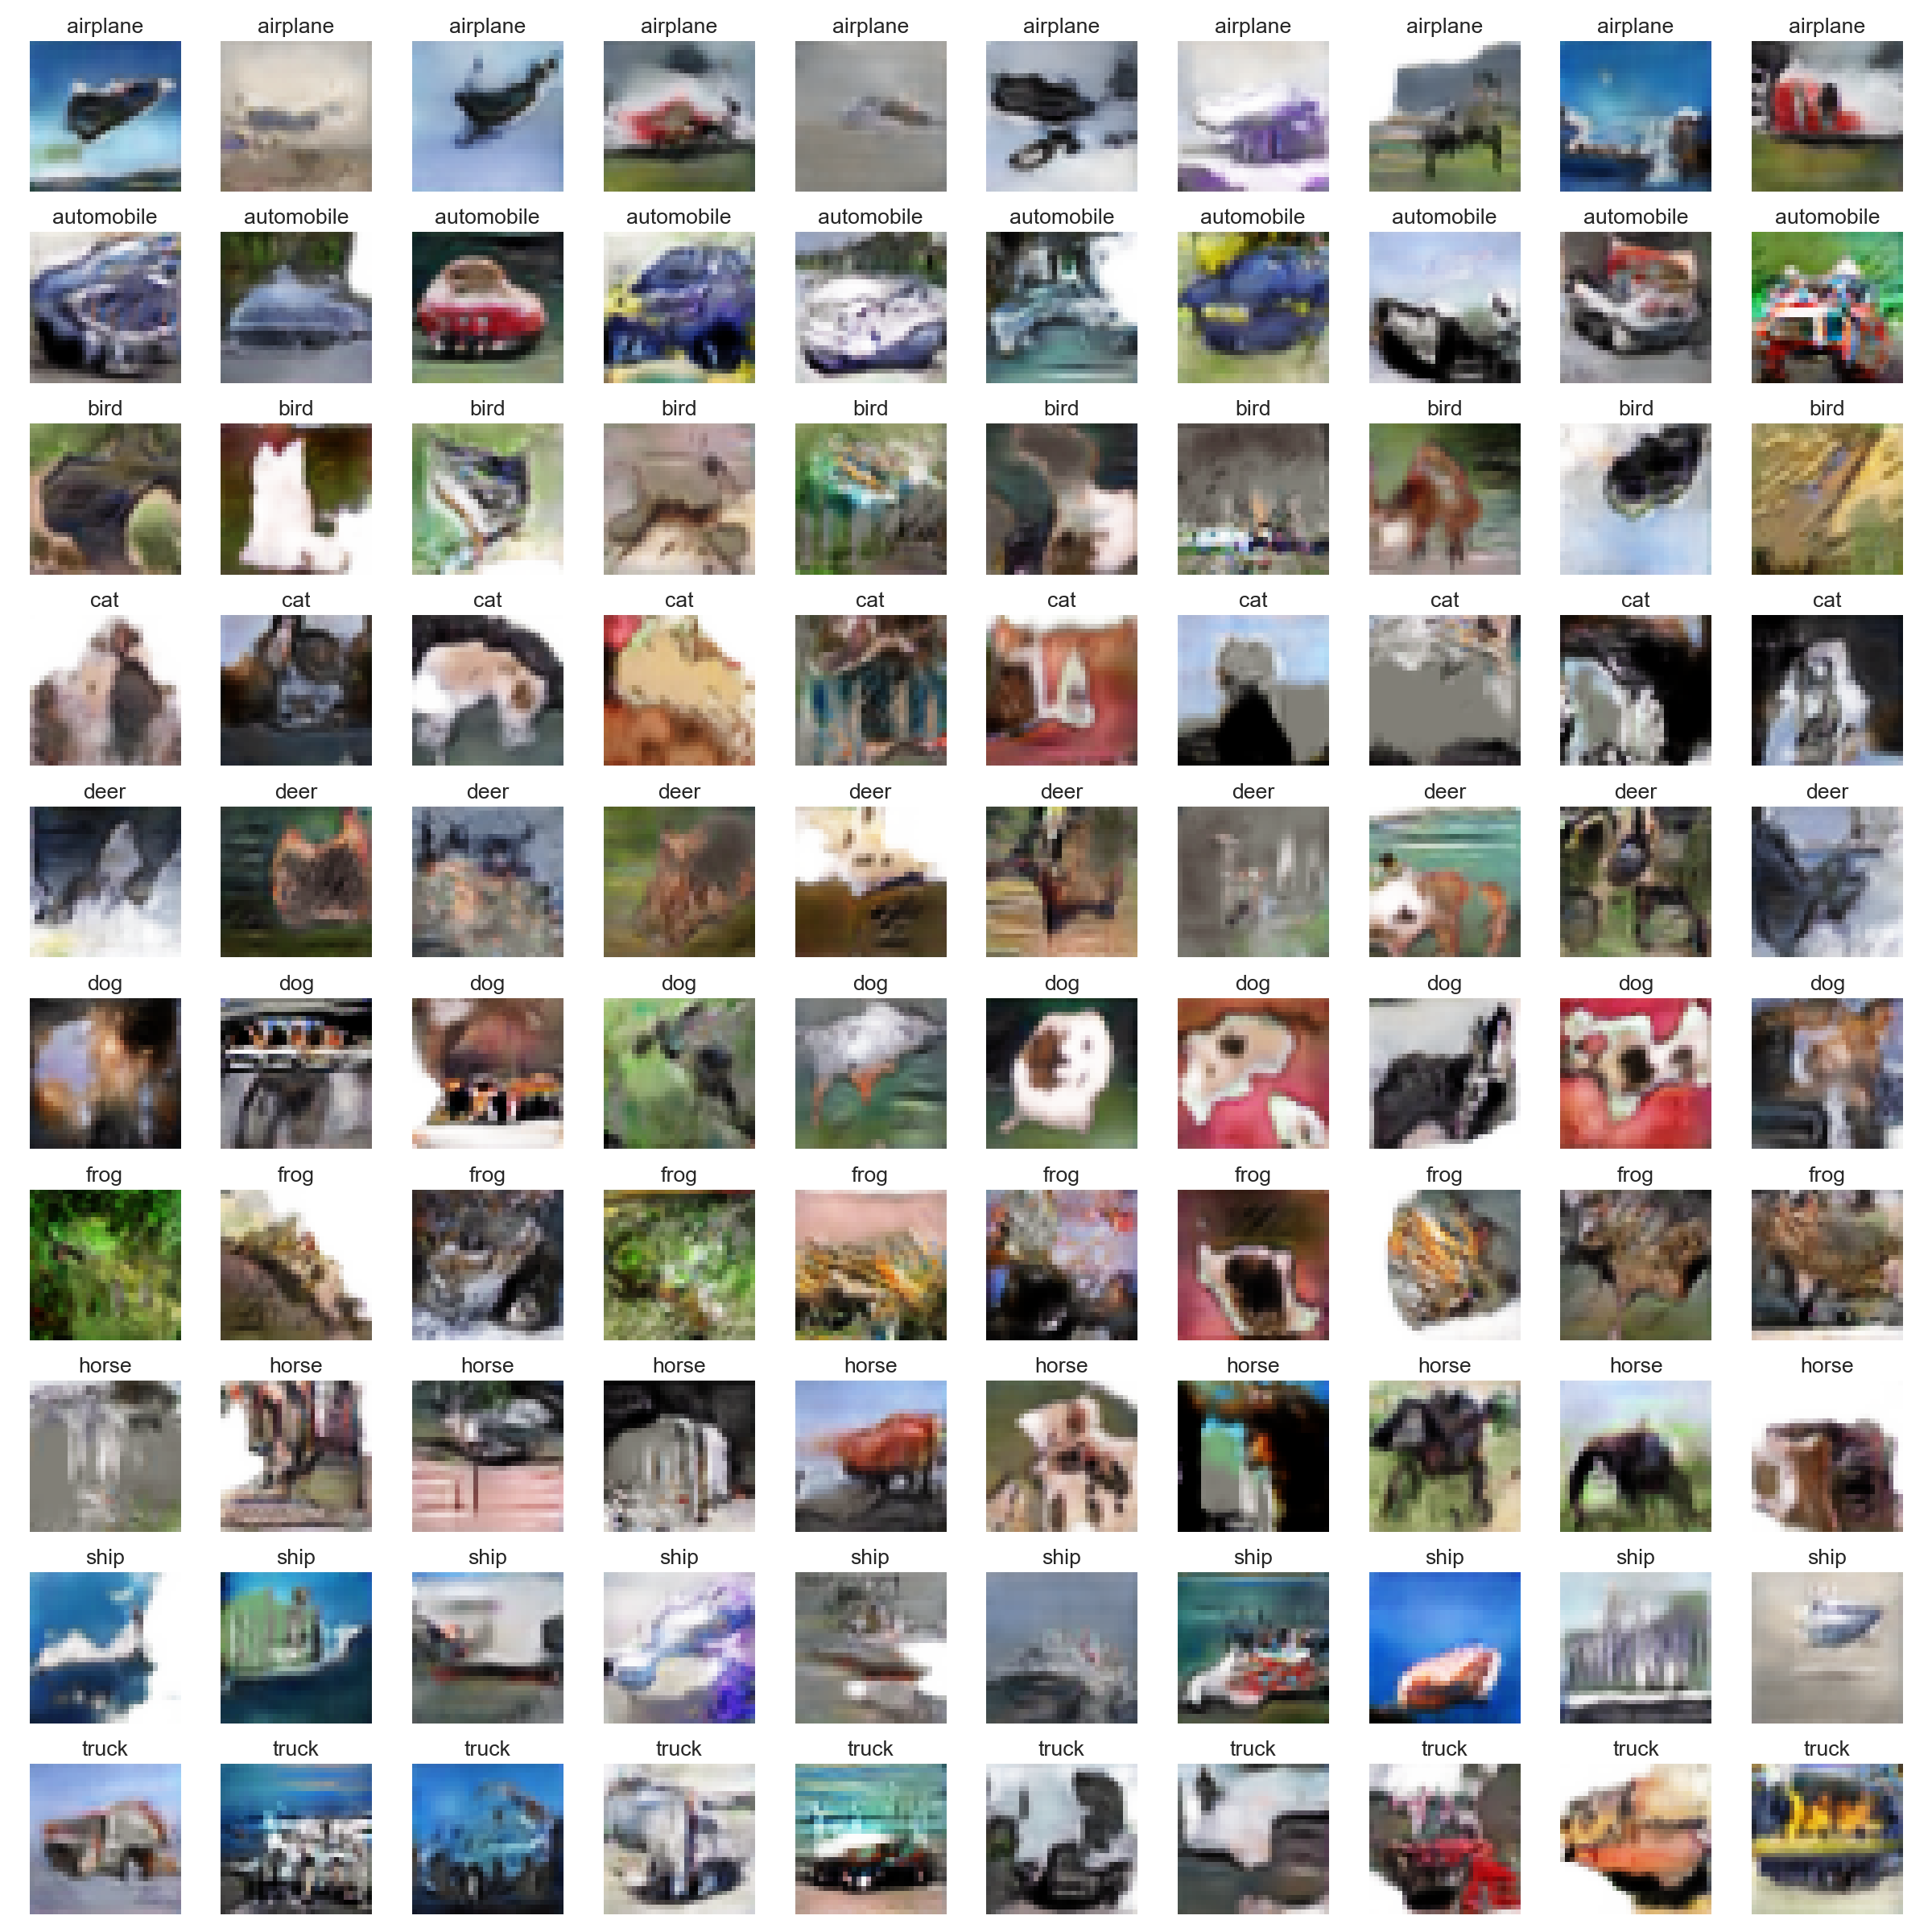 airplane airplane airplane airplane airplane airplane airplane airplane airplane airplane
automobile automobile automobile automobile automobile automobile automobile automobile automobile automobile
bird bird bird bird bird bird bird bird bird bird
cat cat cat cat cat cat cat cat cat cat
deer deer deer deer deer deer deer deer deer deer
dog dog dog dog dog dog dog dog dog dog
frog frog frog frog frog frog frog frog frog frog
horse horse horse horse horse horse horse horse horse horse
ship ship ship ship ship ship ship ship ship ship
truck truck truck truck truck truck truck truck truck truck